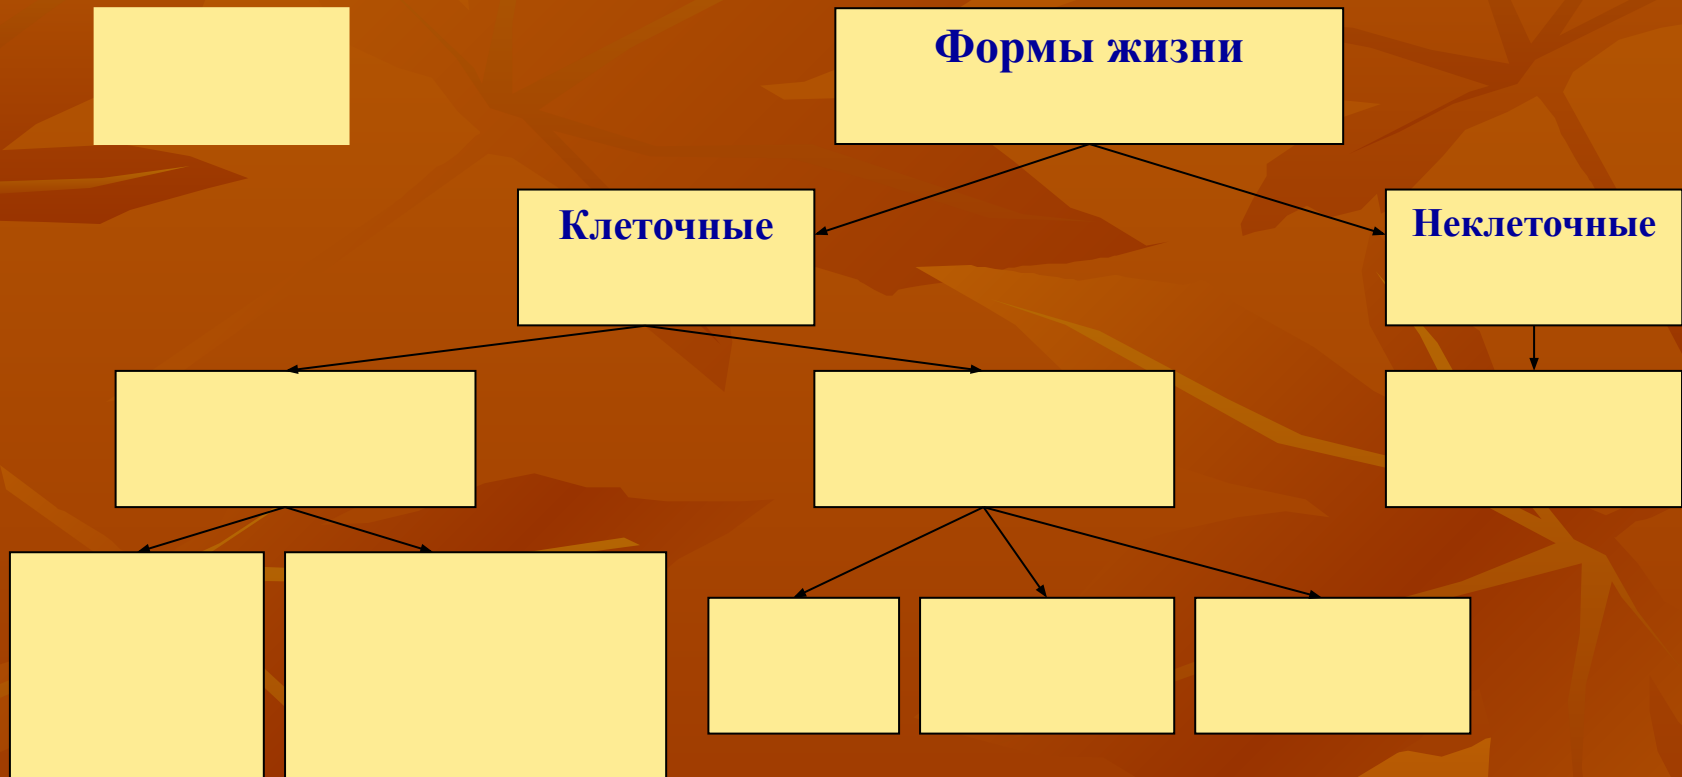 Формы жизни
Клеточные
Неклеточные